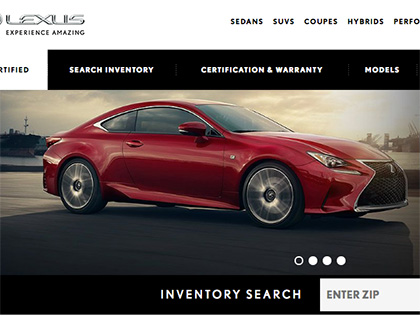 LEXUS
EXPERIENCE AMAZING
SEDANS SUVS COUPES HYBRIDS PERFO
RTIFIED SEARCH INVENTORY CERTIFICATION & WARRANTY MODELS
INVENTORY SEARCH ENTER ZIP